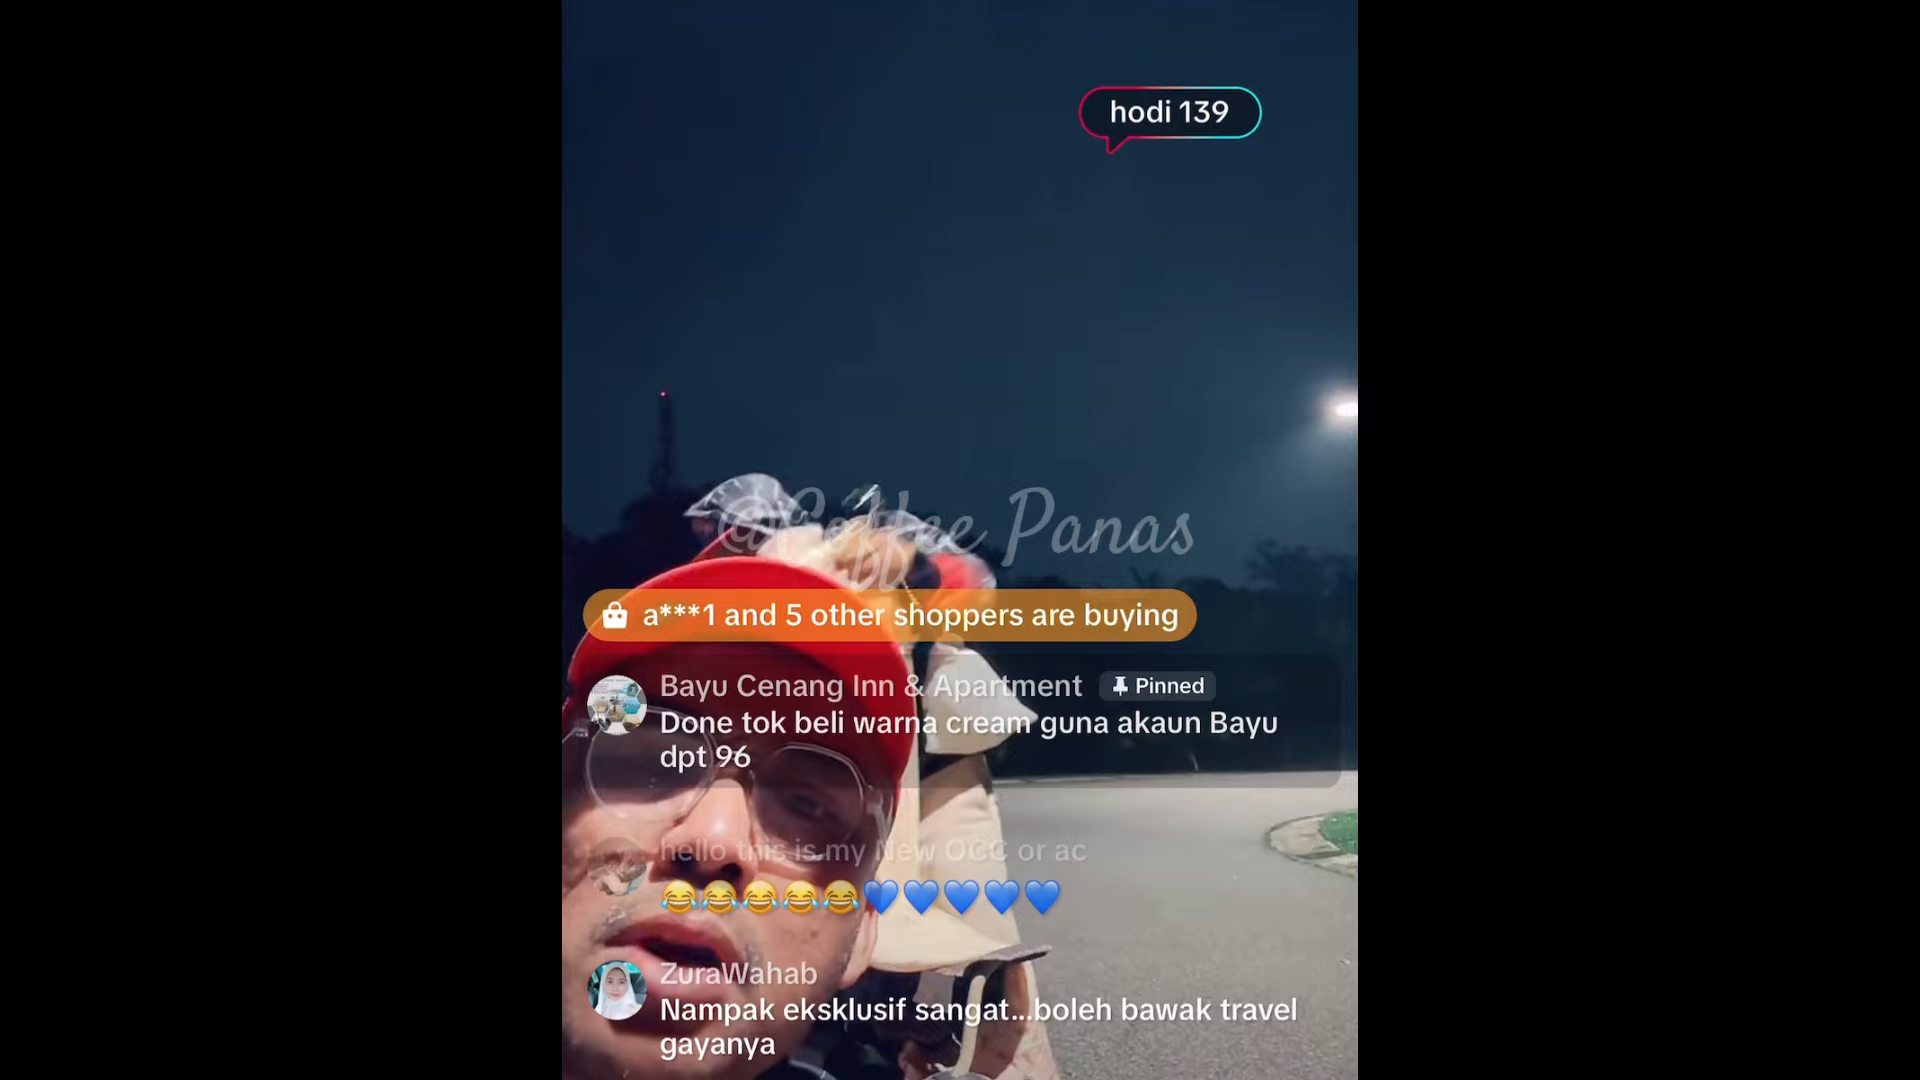 hodi 139
@Coffee Panas
a***1 and 5 other shoppers are buying
Bayu Cenang Inn & Apartment Pinned
Done tok beli warna cream guna akaun Bayu
dpt 96
hello this is my New OCC or ac
😂😂😂😂😂💙💙💙💙💙
ZuraWahab
Nampak eksklusif sangat...boleh bawak travel
gayanya